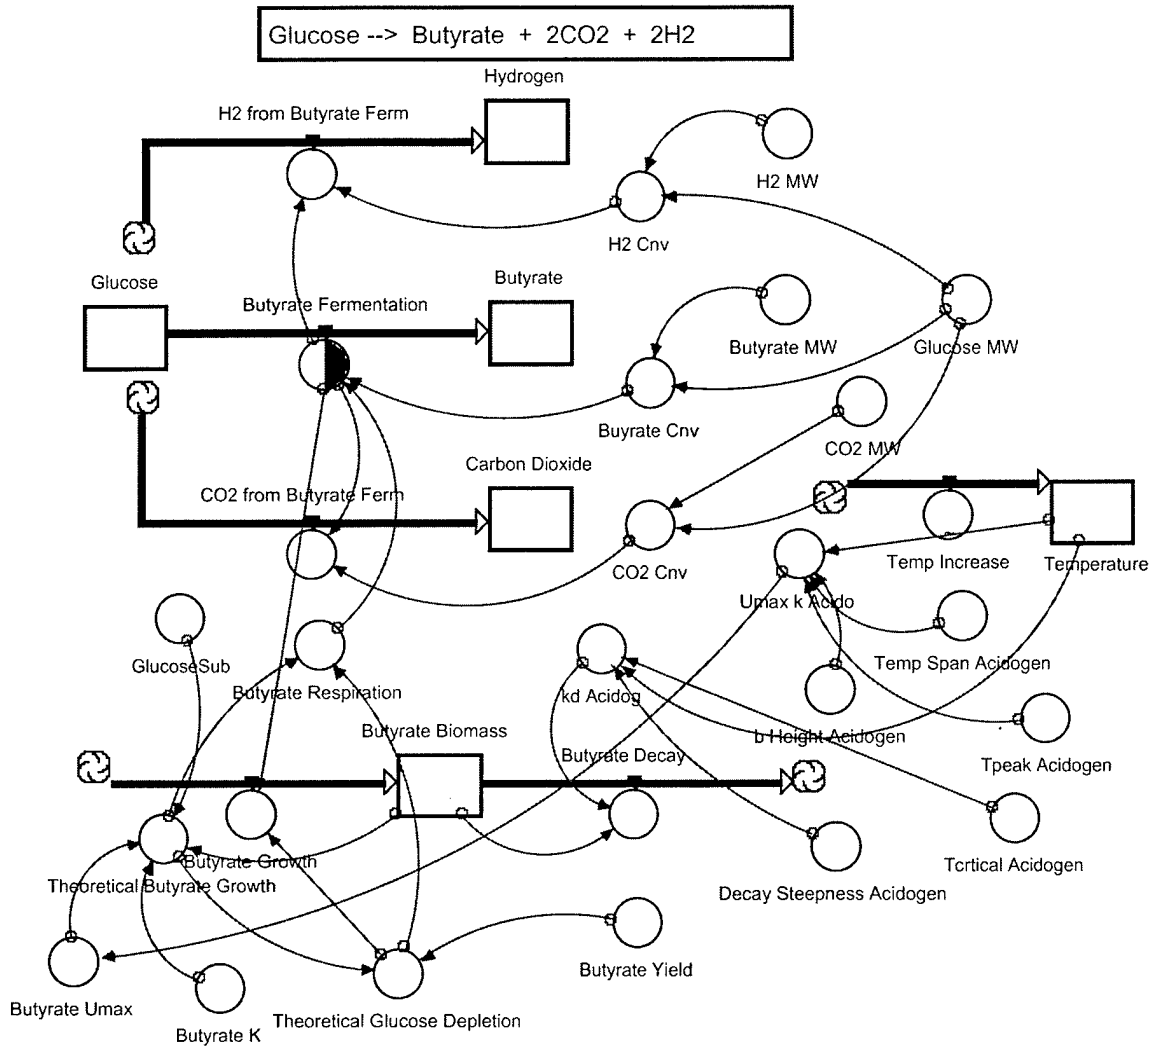 Glucose --> Butyrate + 2CO2 + 2H2
Hydrogen
H2 from Butyrate Ferm
H2 MW
H2 Cnv
Glucose
Butyrate
Butyrate Fermentation
Butyrate MW
Glucose MW
Buyrate Cnv
CO2 MW
Carbon Dioxide
CO2 from Butyrate Ferm
CO2 Cnv
Temp Increase
Temperature
Umax k Acido
GlucoseSub
Temp Span Acidogen
Butyrate Respiration
kd Acidog
Butyrate Biomass
b Height Acidogen
Butyrate Decay
Tpeak Acidogen
Butyrate Growth
Tcrtical Acidogen
Theoretical Butyrate Growth
Decay Steepness Acidogen
Butyrate Yield
Butyrate Umax
Theoretical Glucose Depletion
Butyrate K